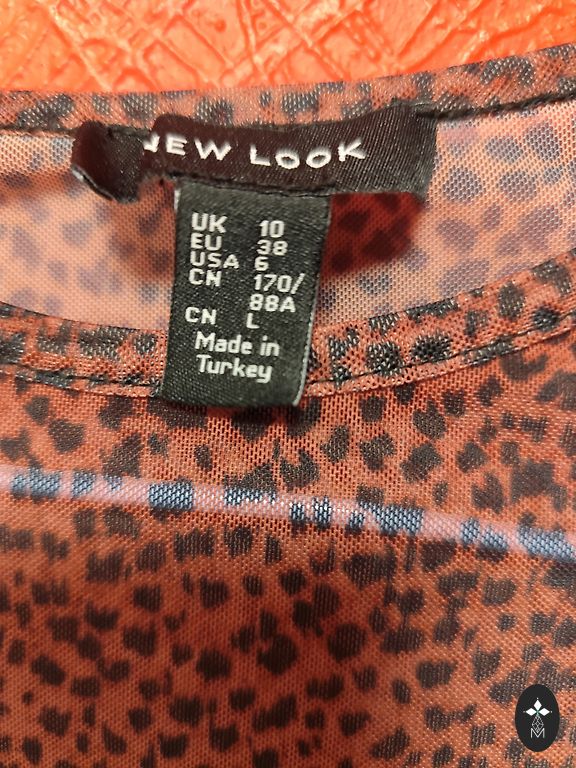 NEW LOOK
UK 10
EU 38
USA 6
CN 170/
88A
CN L
Made in
Turkey
M